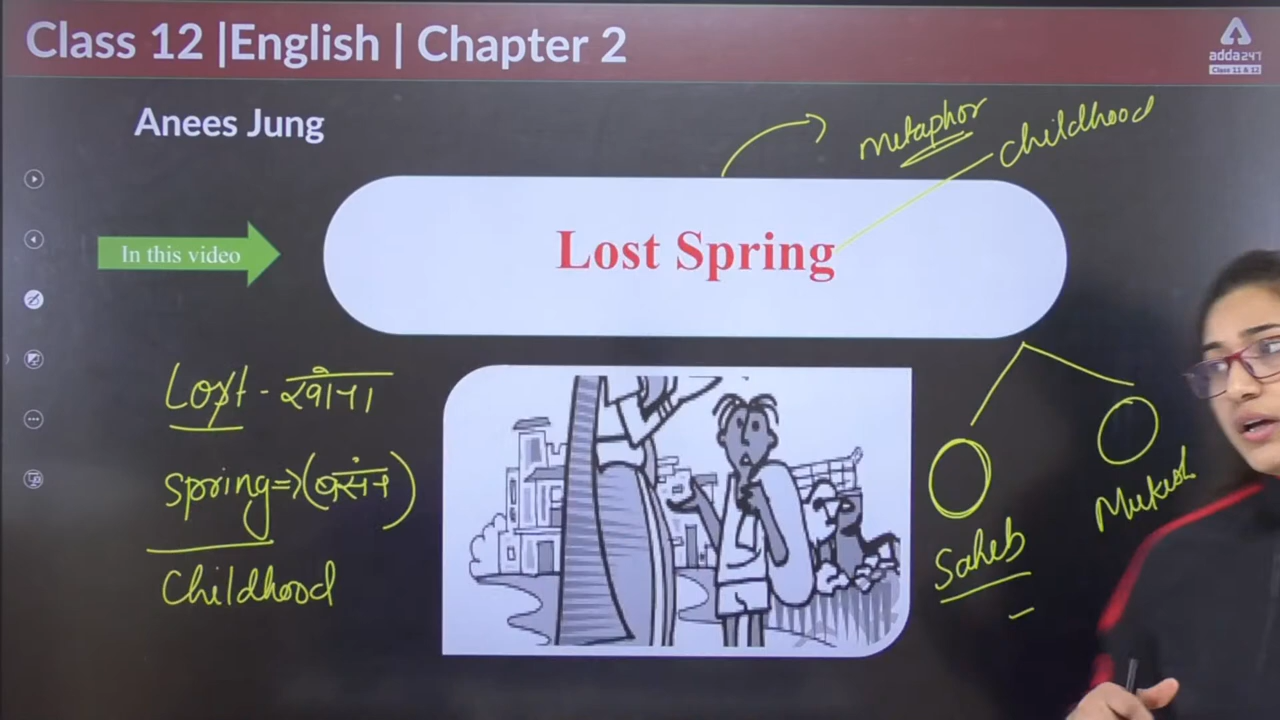 Class 12 |English | Chapter 2
adda247
Class 11 & 12
Anees Jung
metaphor
childhood
In this video
Lost Spring
Lost - खोना
Spring => (वसंत)
Childhood
Saheb
Mukesh